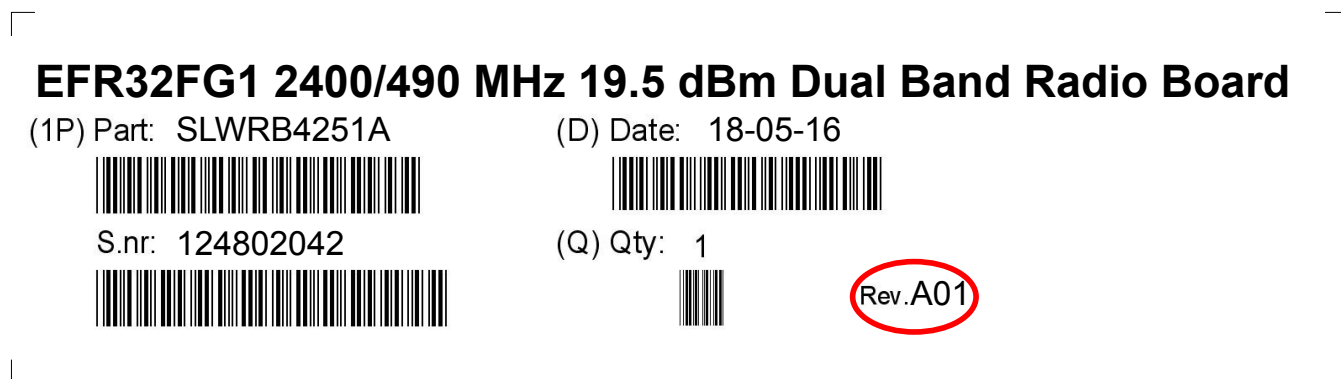 EFR32FG1 2400/490 MHz 19.5 dBm Dual Band Radio Board
(1P) Part: SLWRB4251A (D) Date: 18-05-16
S.nr: 124802042 (Q) Qty: 1
Rev.A01